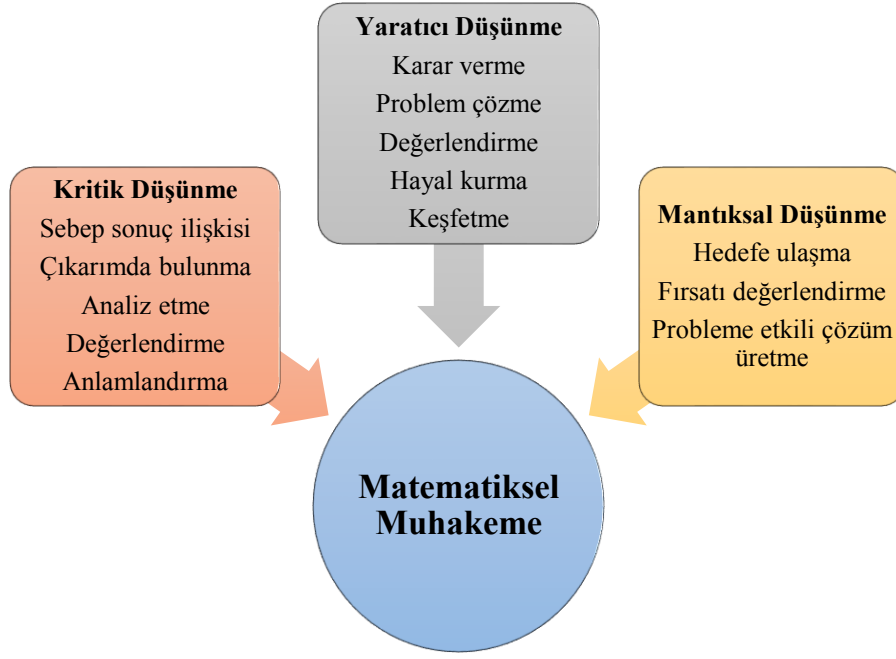 Yaratıcı Düşünme
Karar verme
Problem çözme
Değerlendirme
Hayal kurma
Keşfetme
Kritik Düşünme
Sebep sonuç ilişkisi
Çıkarımda bulunma
Analiz etme
Değerlendirme
Anlamlandırma
Mantıksal Düşünme
Hedefe ulaşma
Fırsatı değerlendirme
Probleme etkili çözüm
üretme
Matematiksel
Muhakeme